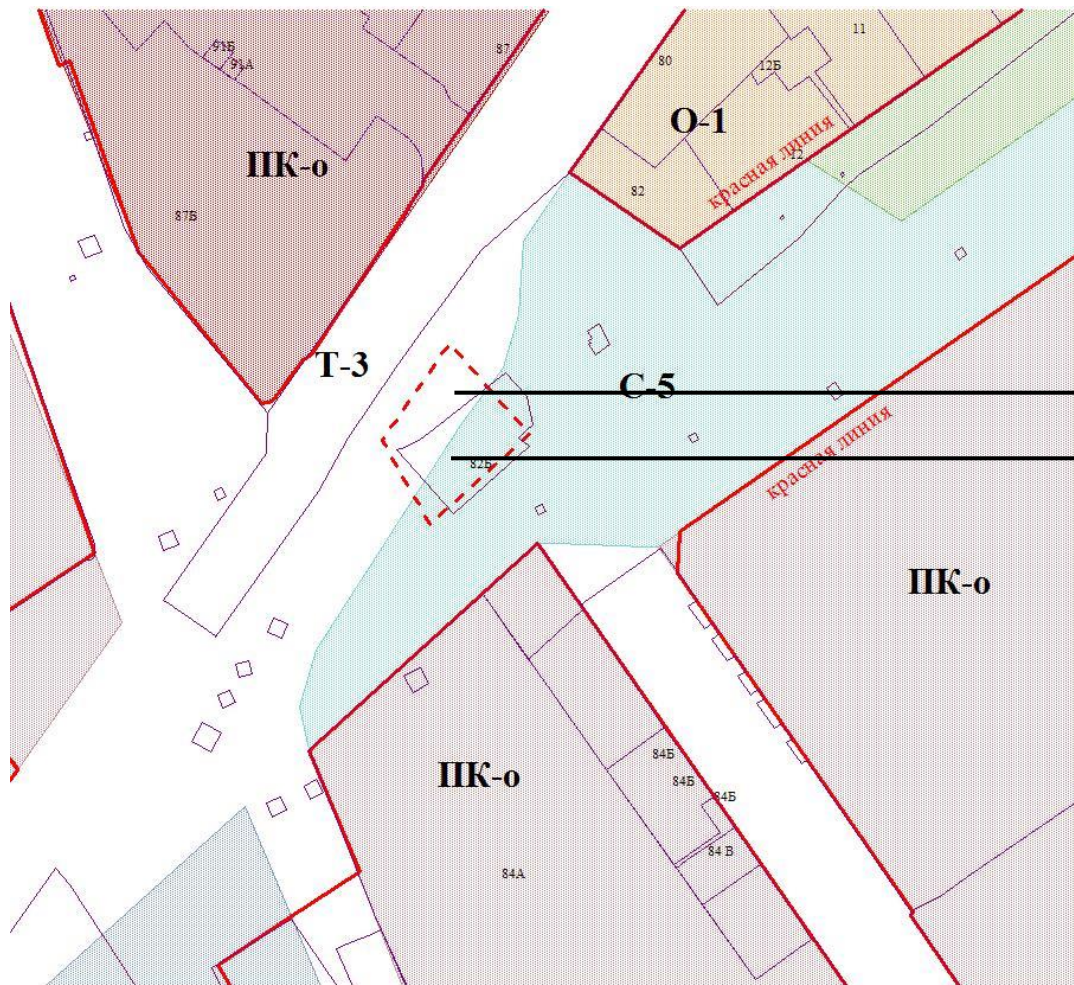 91Б
91А
87
80
11
12Б
О-1
ПК-о
12
красная линия
82
87В
Т-3
С-5
красная линия
82Б
ПК-о
ПК-о
84Б
84Б
84Б
84 В
84А